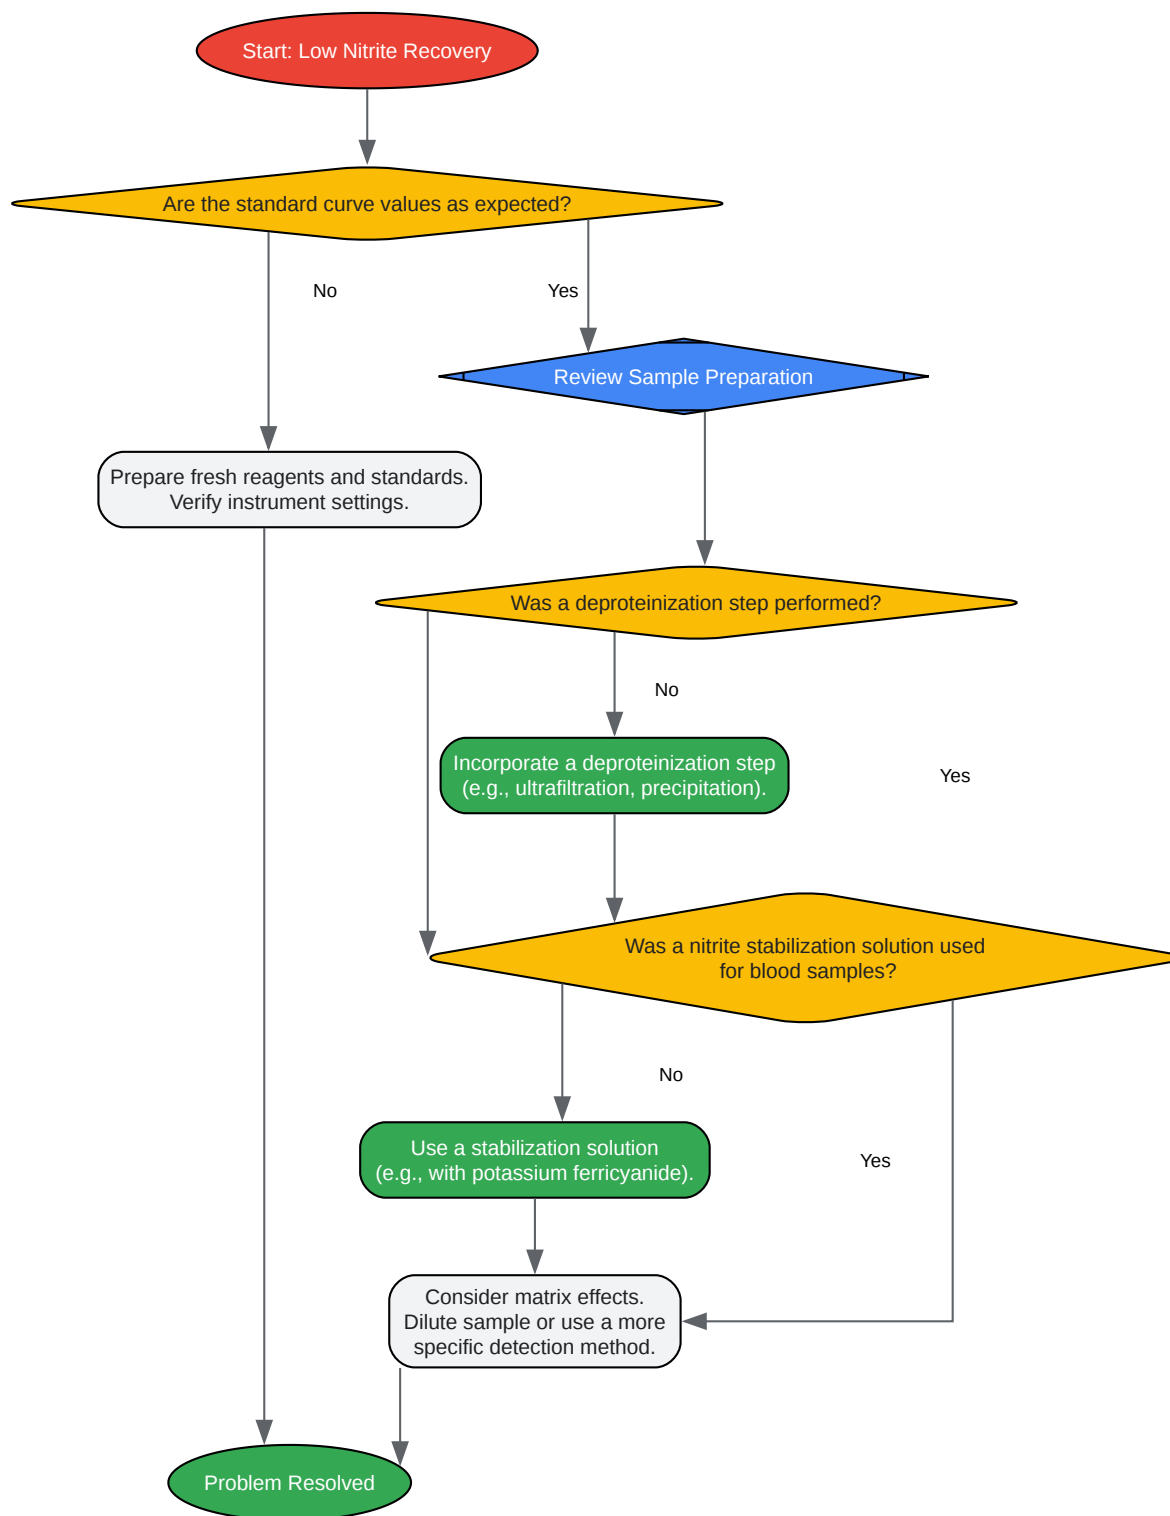 Start: Low Nitrite Recovery
Are the standard curve values as expected?
No
Yes
Review Sample Preparation
Prepare fresh reagents and standards.
Verify instrument settings.
Was a deproteinization step performed?
No
Incorporate a deproteinization step
(e.g., ultrafiltration, precipitation).
Yes
Was a nitrite stabilization solution used
for blood samples?
No
Use a stabilization solution
(e.g., with potassium ferricyanide).
Yes
Consider matrix effects.
Dilute sample or use a more
specific detection method.
Problem Resolved